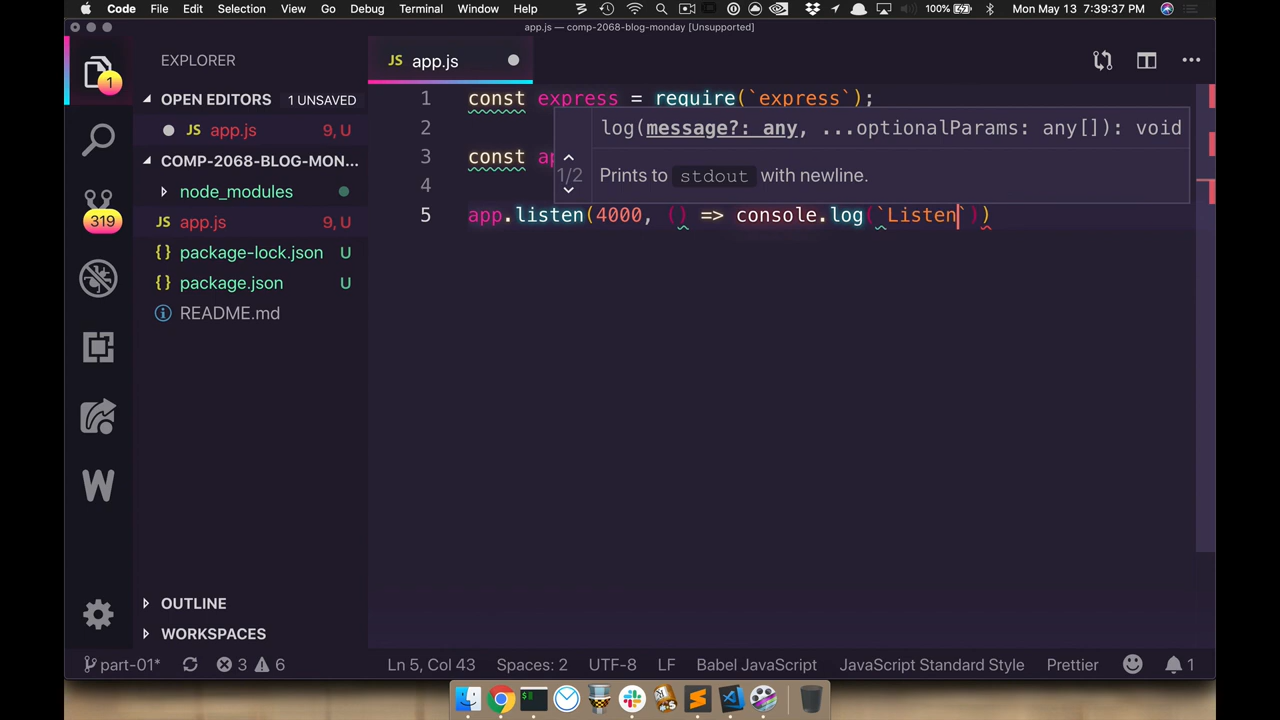 Code File Edit Selection View Go Debug Terminal Window Help 100% Mon May 13 7:39:37 PM
app.js — comp-2068-blog-monday [Unsupported]
EXPLORER
JS app.js
OPEN EDITORS 1 UNSAVED
JS app.js 9, U
COMP-2068-BLOG-MON...
node_modules
JS app.js 9, U
{} package-lock.json U
{} package.json U
README.md
OUTLINE
WORKSPACES
1
319
W
1 const express = require(`express`);
2
3 const ap
4
5 app.listen(4000, () => console.log(`Listen`))
log(message?: any, ...optionalParams: any[]): void
1/2
Prints to stdout with newline.
part-01* 3 6 Ln 5, Col 43 Spaces: 2 UTF-8 LF Babel JavaScript JavaScript Standard Style Prettier 1